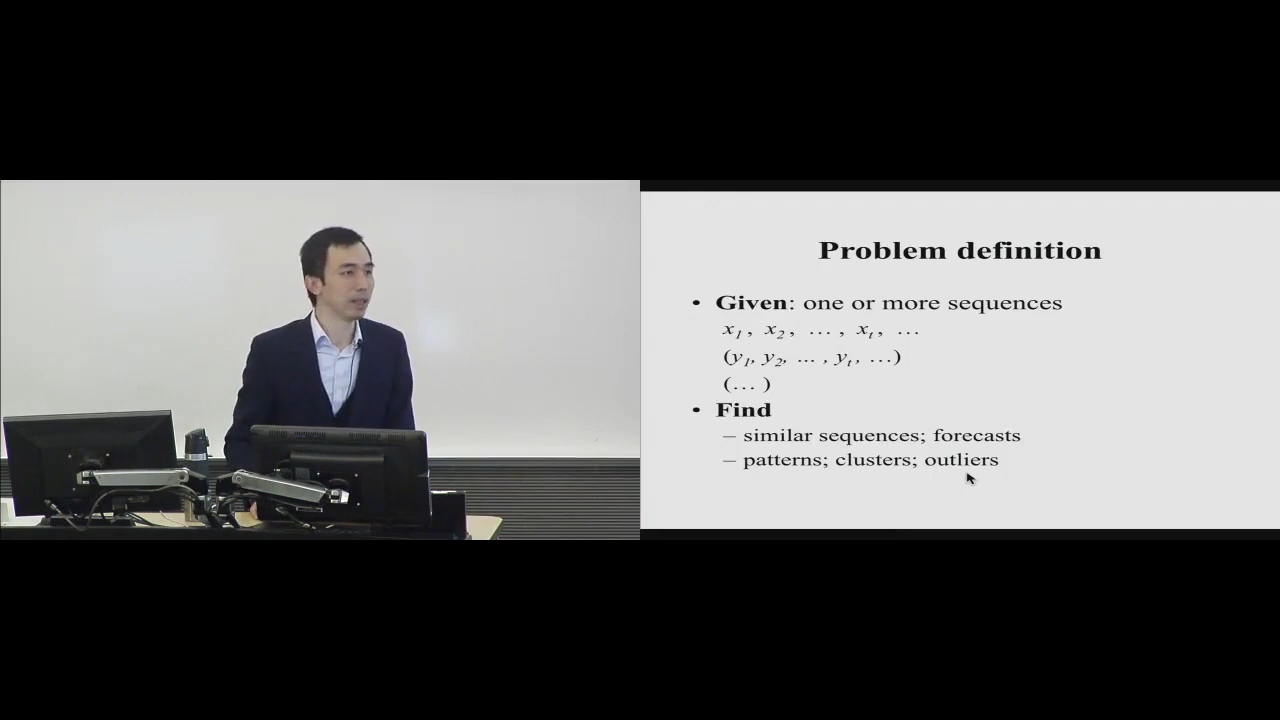 Problem definition
• Given: one or more sequences
x1 , x2 , … , xt , …
(y1, y2, … , yt , …)
(… )
• Find
– similar sequences; forecasts
– patterns; clusters; outliers